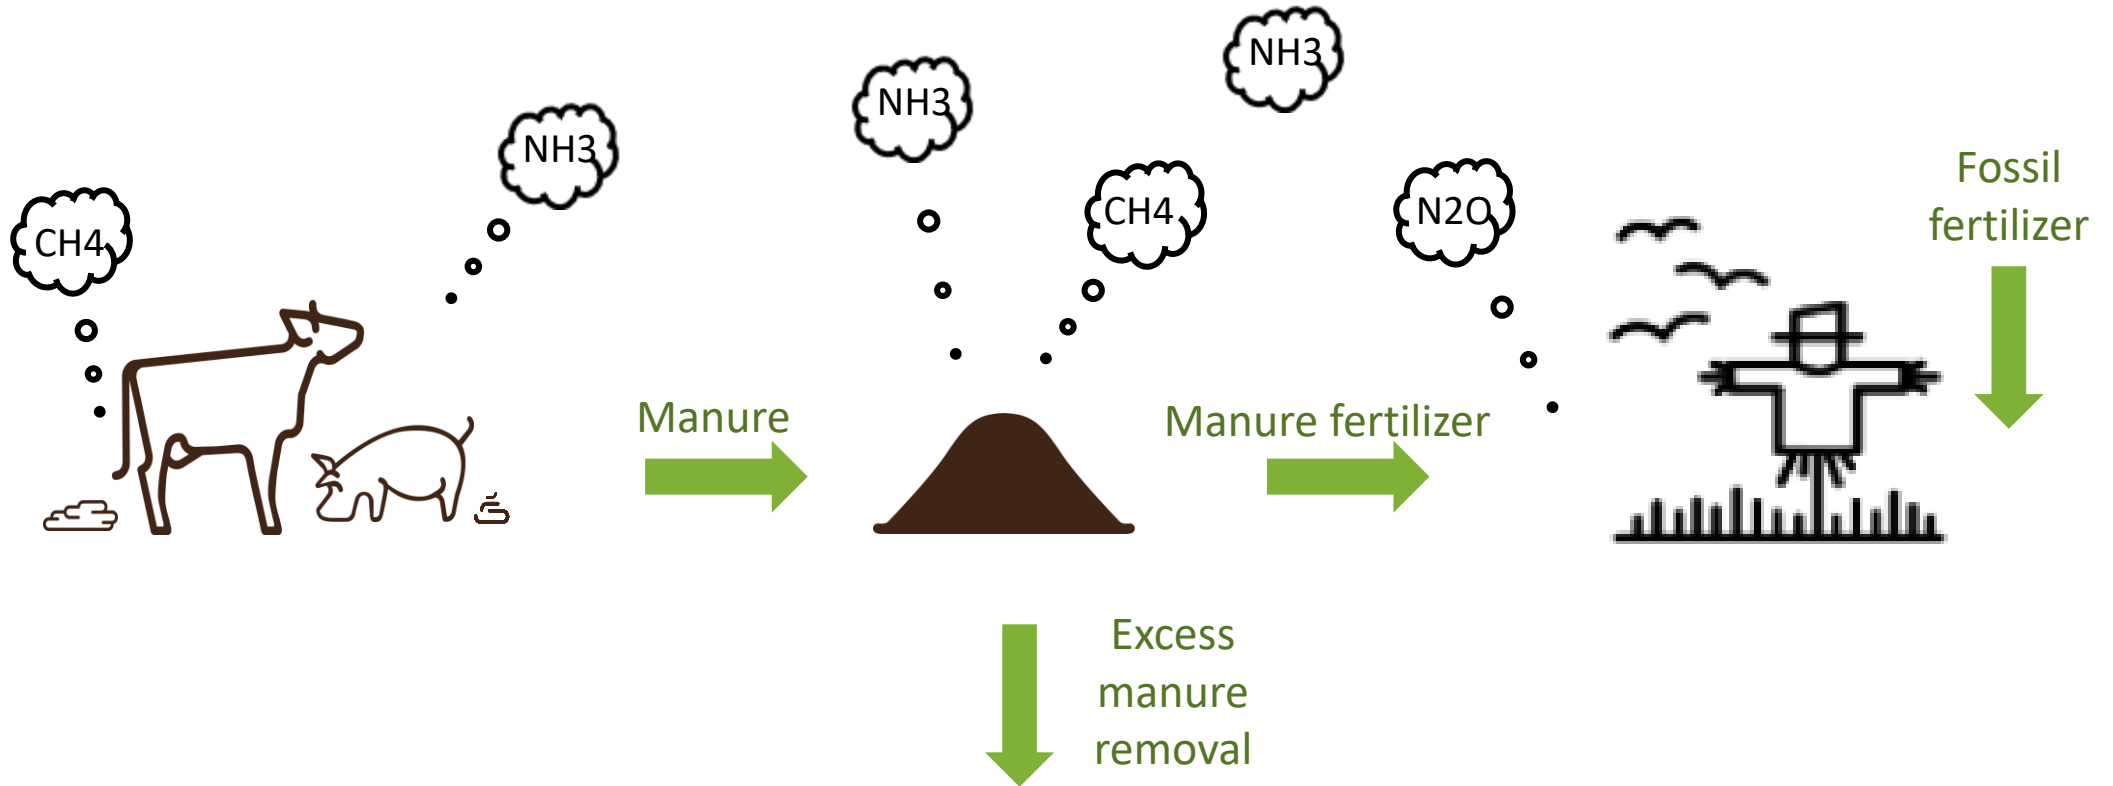 NH3
NH3
NH3
CH4
CH4
N2O
Fossil
fertilizer
Manure
Manure fertilizer
Excess
manure
removal